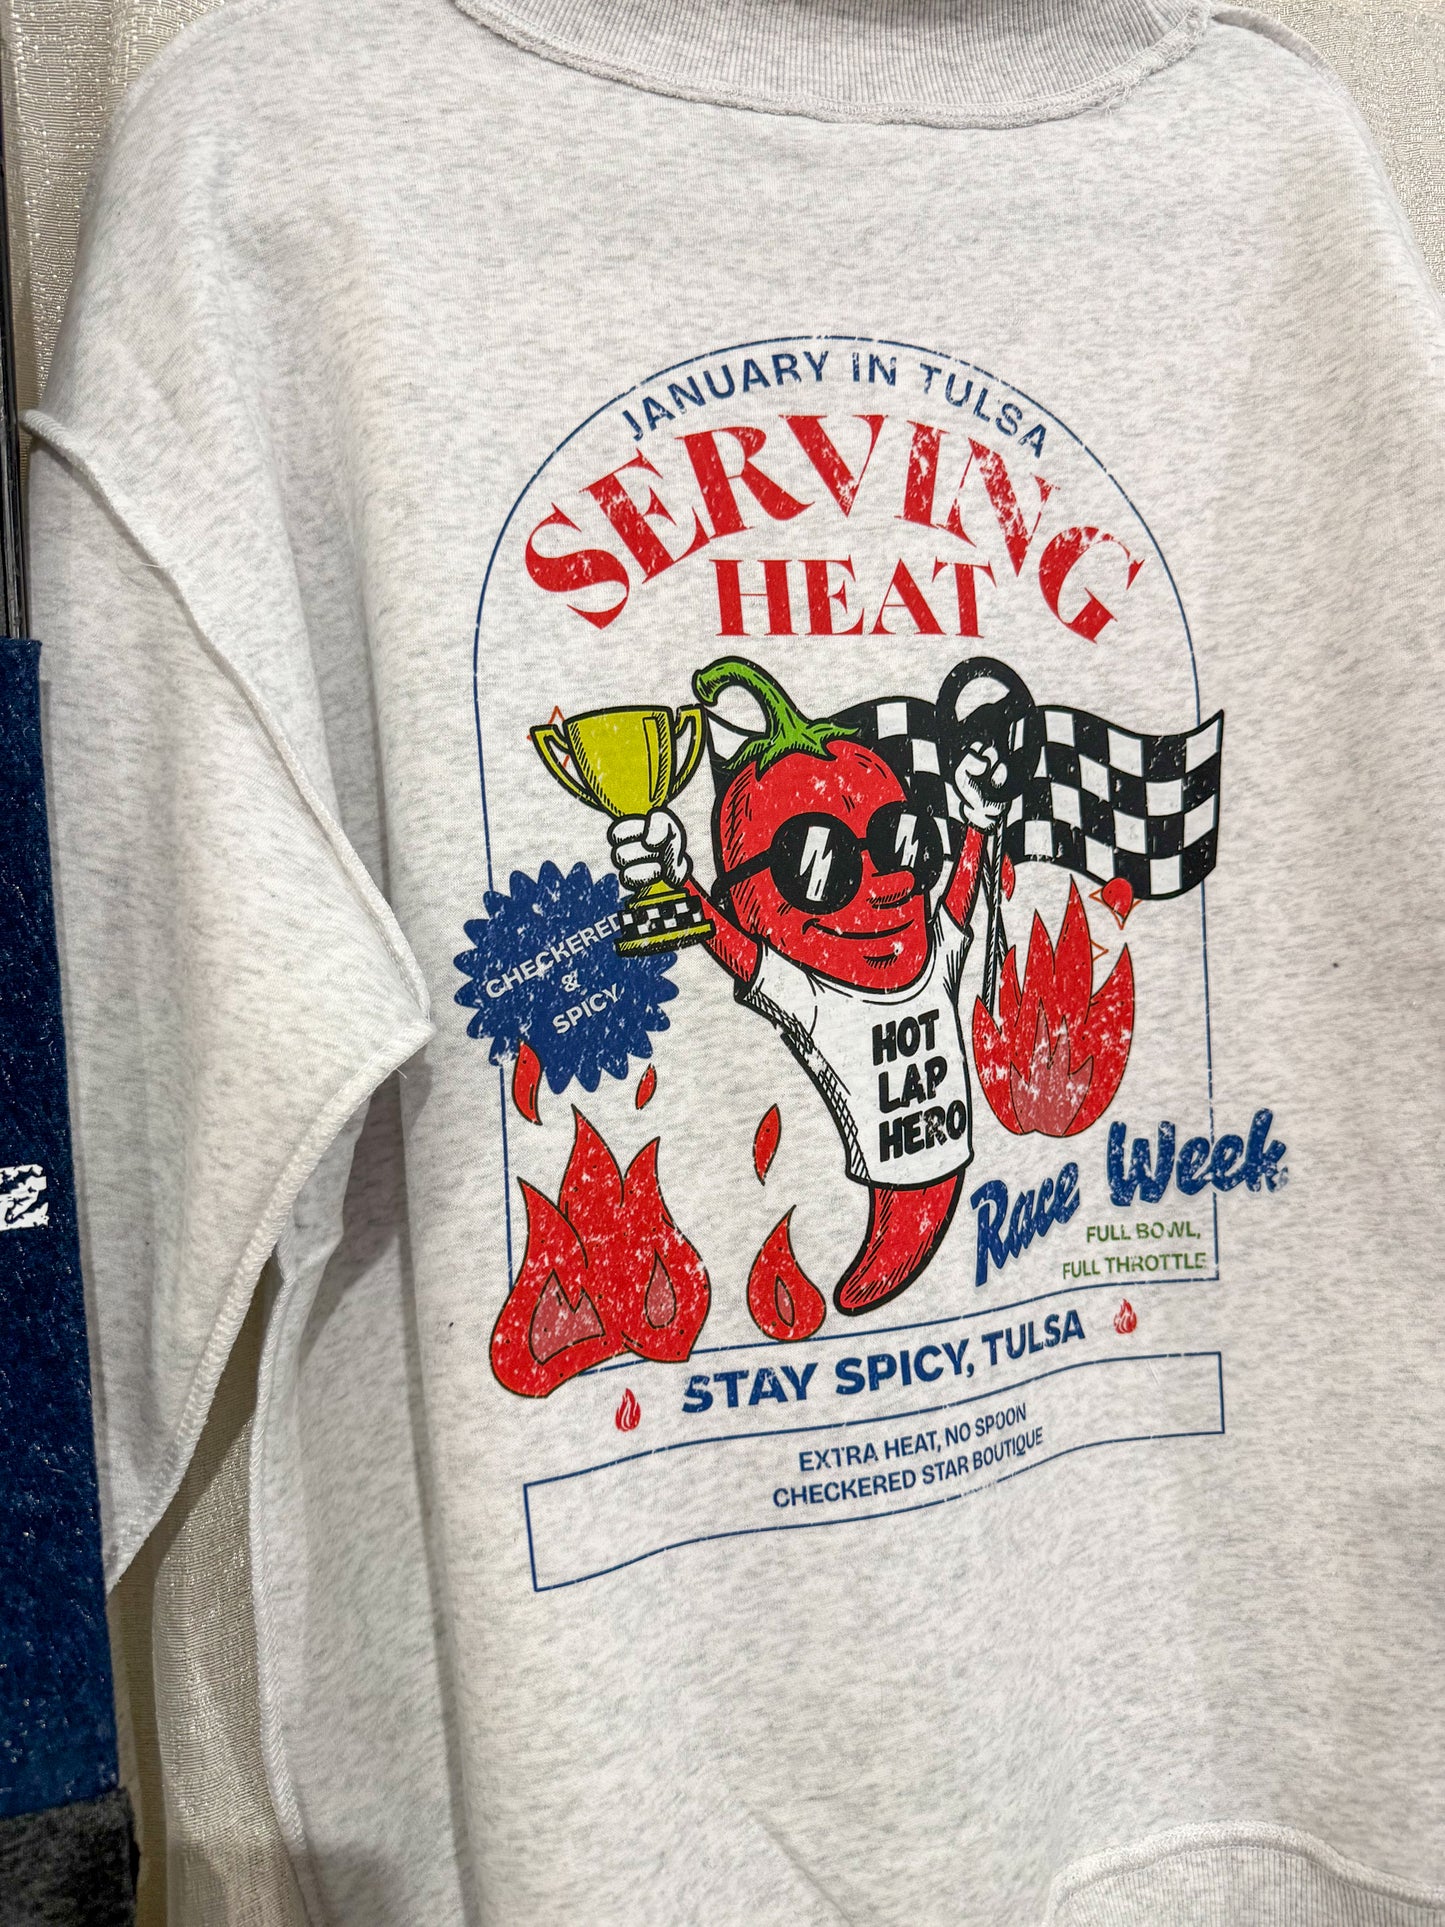 JANUARY IN TULSA
SERVING
HEAT
CHECKERED
&
SPICY
HOT
LAP
HERO
Race Week
FULL BOWL,
FULL THROTTLE
STAY SPICY, TULSA
EXTRA HEAT, NO SPOON
CHECKERED STAR BOUTIQUE